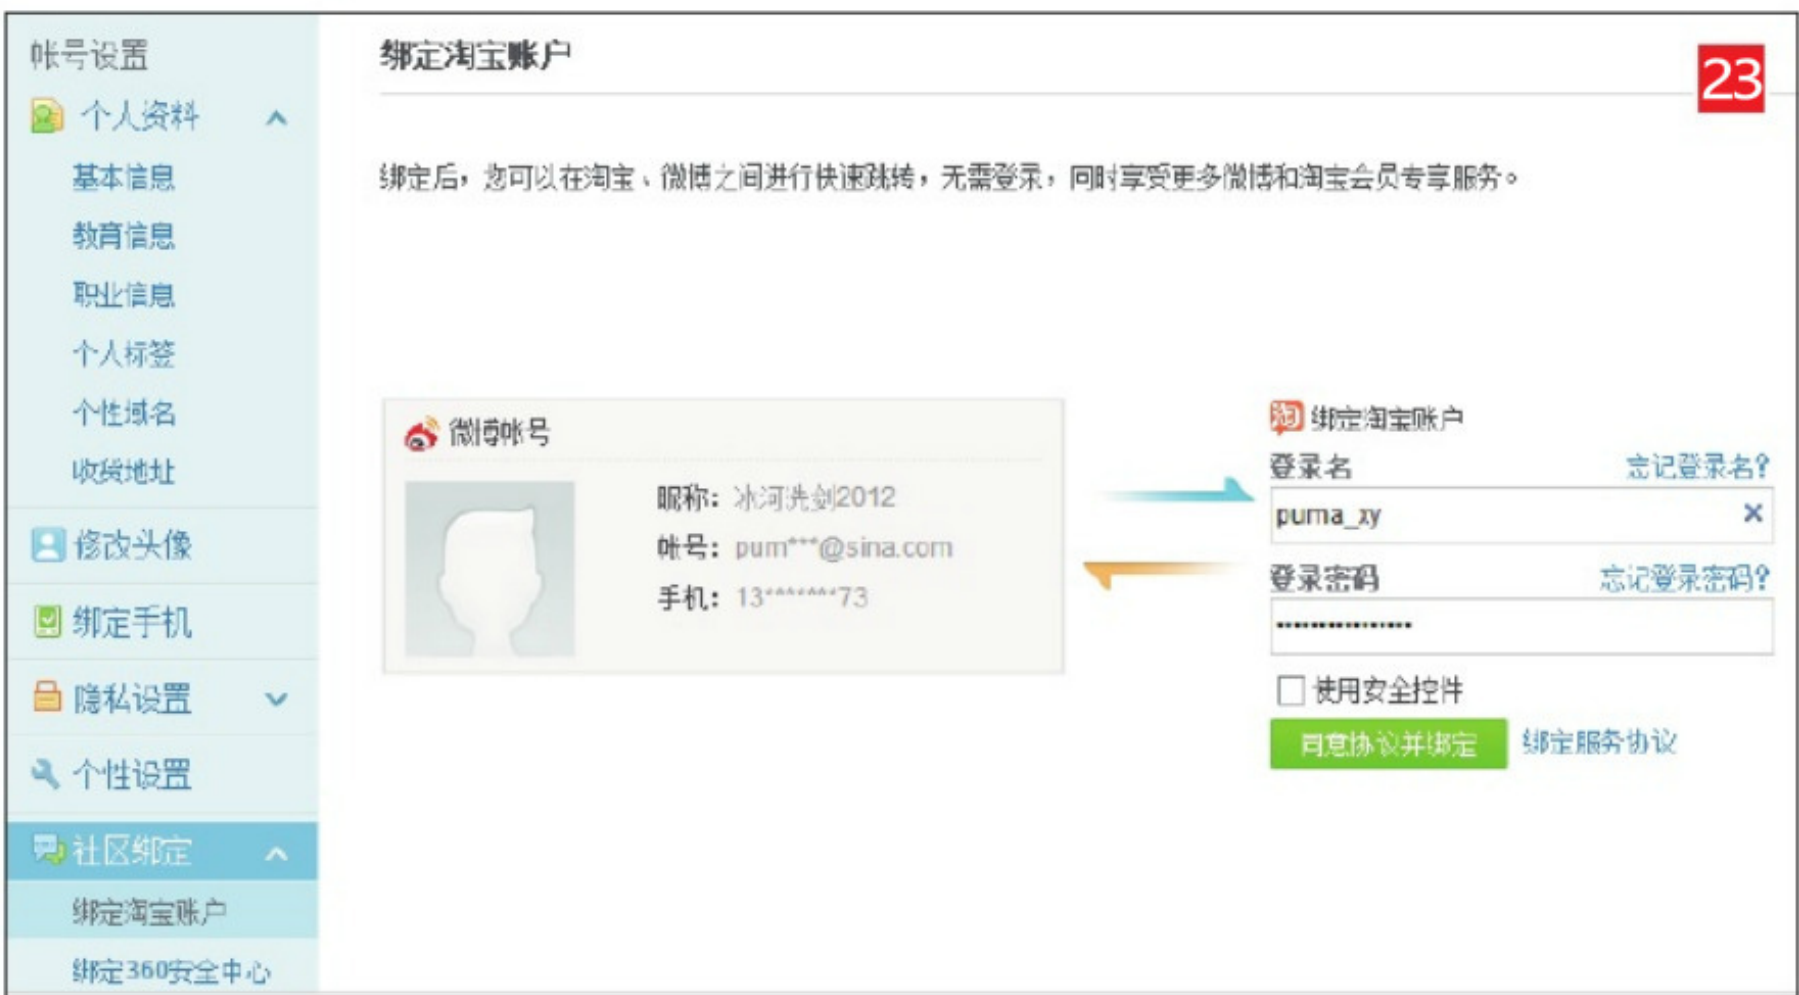 帐号设置
个人资料
基本信息
教育信息
职业信息
个人标签
个性域名
收货地址
修改头像
绑定手机
隐私设置
个性设置
社区绑定
绑定淘宝账户
绑定360安全中心
绑定淘宝账户
23
绑定后，您可以在淘宝、微博之间进行快速跳转，无需登录，同时享受更多微博和淘宝会员专享服务。
微博帐号
昵称：冰河洗剑2012
帐号：pum***@sina.com
手机：13*******73
淘 绑定淘宝账户
登录名 忘记登录名?
puma_xy
登录密码 忘记登录密码?
使用安全控件
同意协议并绑定 绑定服务协议